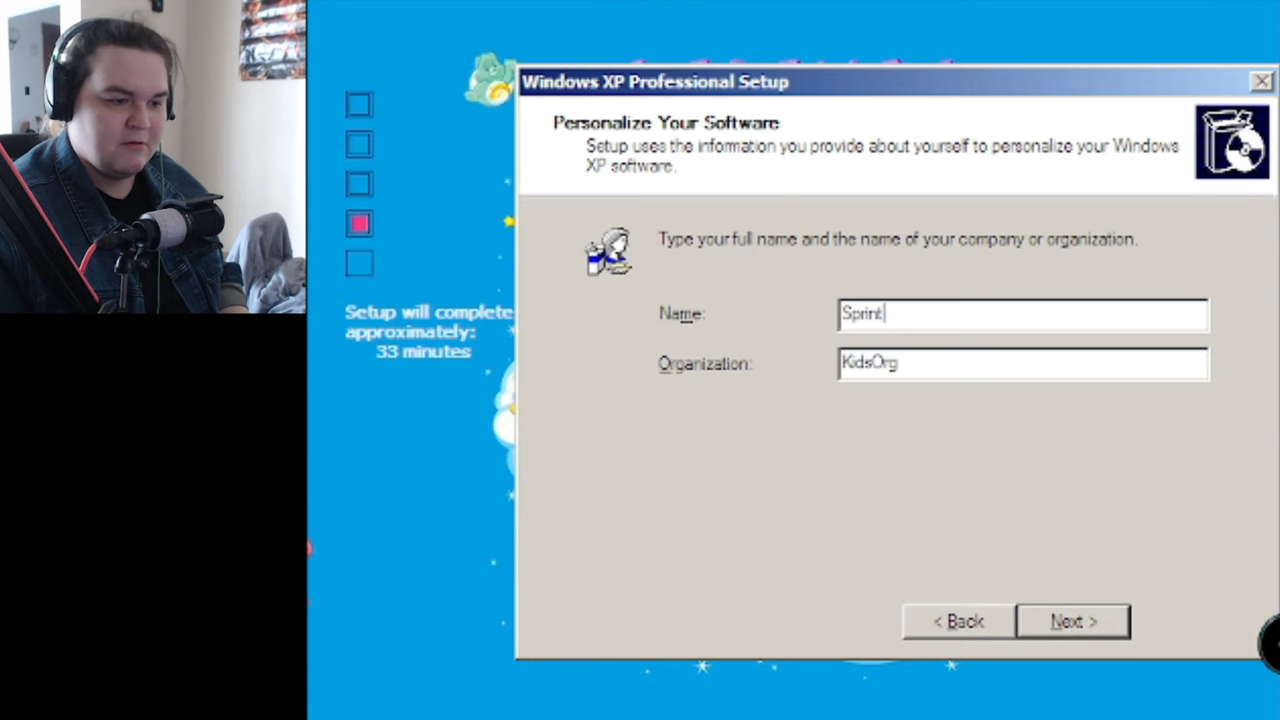 Windows XP Professional Setup
Personalize Your Software
Setup uses the information you provide about yourself to personalize your Windows
XP software.
Type your full name and the name of your company or organization.
Name:
Sprint
Organization:
KidsOrg
Setup will complete
approximately:
33 minutes
< Back
Next >